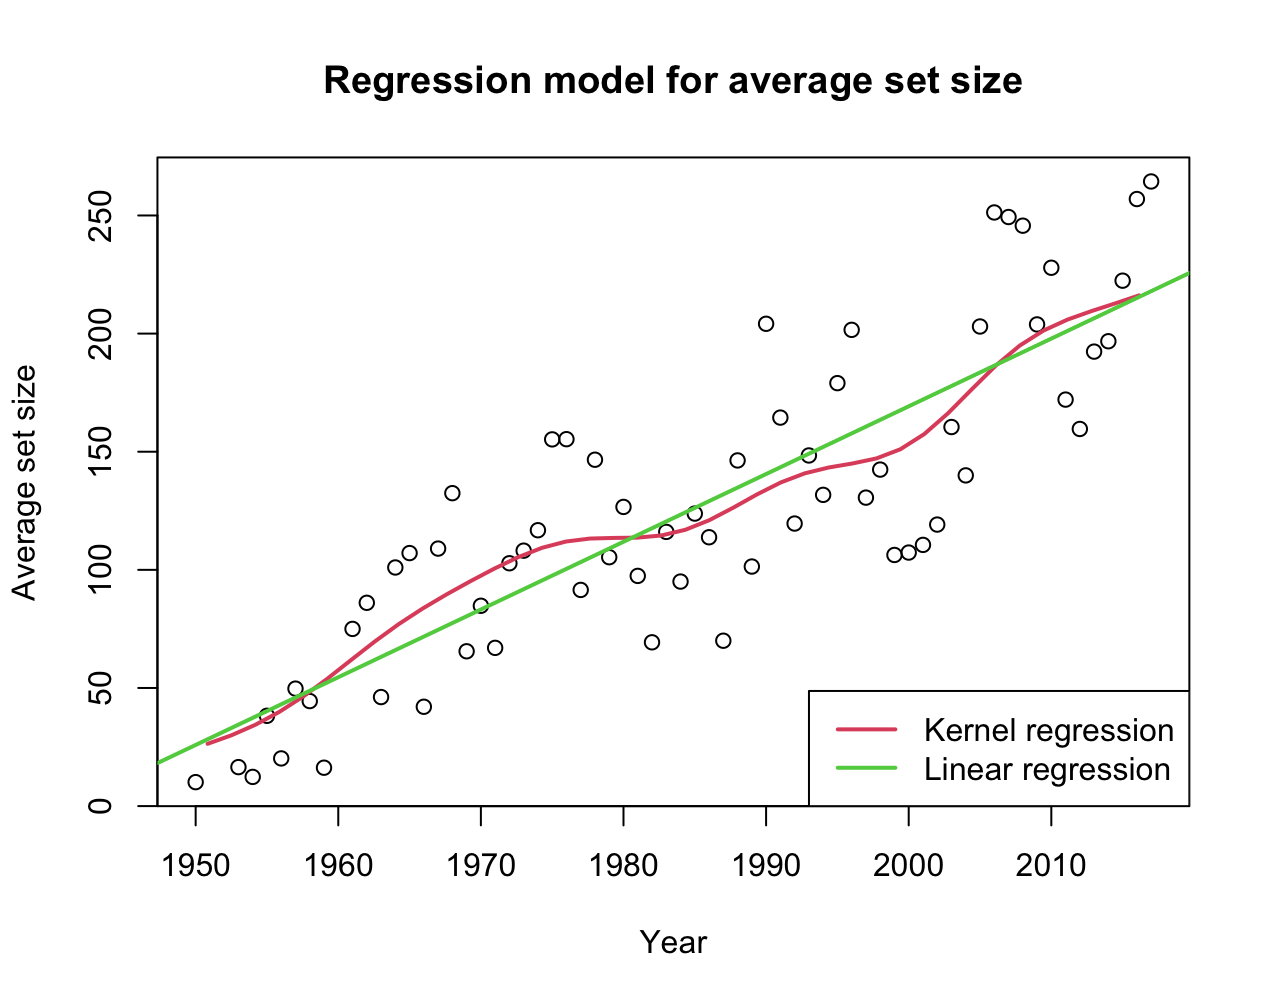 Regression model for average set size
Average set size
250
200
150
100
50
0
1950 1960 1970 1980 1990 2000 2010
Year
Kernel regression
Linear regression